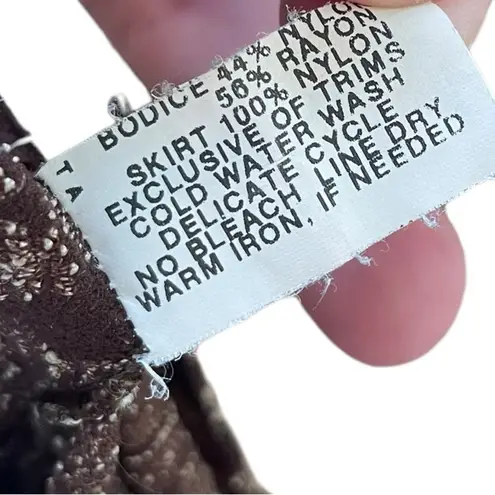 BODICE 44% NYLON
56% RAYON
SKIRT 100% NYLON
EXCLUSIVE OF TRIMS
COLD WATER WASH
DELICATE CYCLE
NO BLEACH LINE DRY
WARM IRON, IF NEEDED
TA